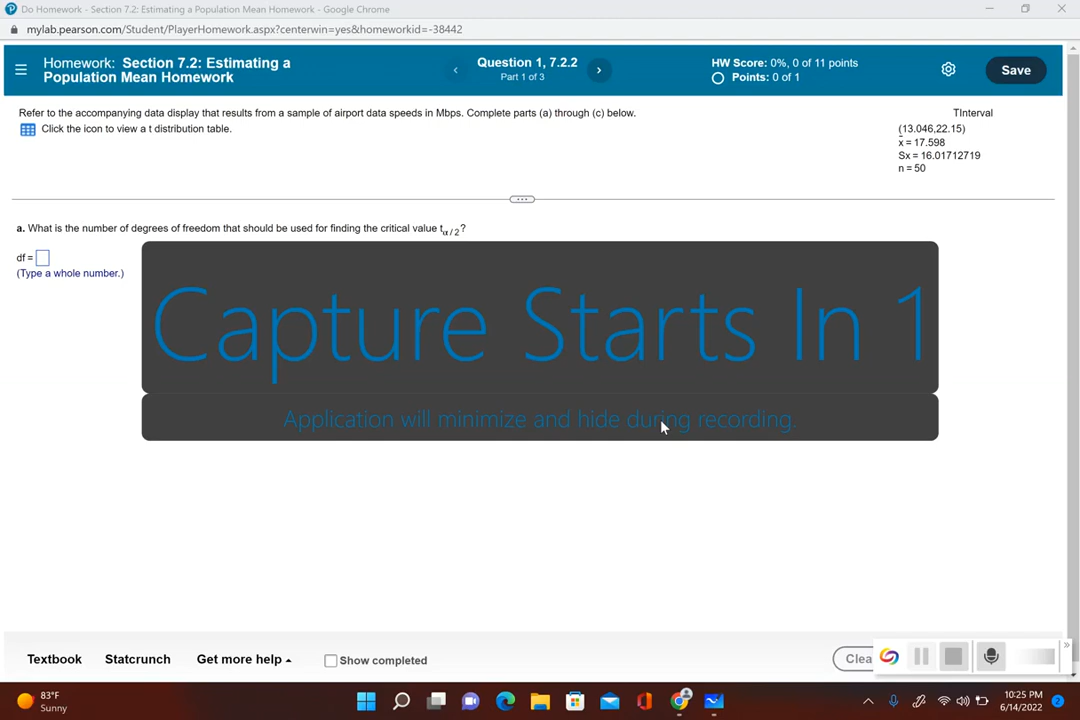 Do Homework - Section 7.2: Estimating a Population Mean Homework - Google Chrome
mylab.pearson.com/Student/PlayerHomework.aspx?centerwin=yes&homeworkid=-38442
Homework: Section 7.2: Estimating a
Population Mean Homework
Question 1, 7.2.2
Part 1 of 3
HW Score: 0%, 0 of 11 points
Points: 0 of 1
Save
Refer to the accompanying data display that results from a sample of airport data speeds in Mbps. Complete parts (a) through (c) below.
Click the icon to view a t distribution table.
TInterval
(13.046,22.15)
x̄ = 17.598
Sx = 16.01712719
n = 50
a. What is the number of degrees of freedom that should be used for finding the critical value tα/2?
df =
(Type a whole number.)
Capture Starts In 1
Application will minimize and hide during recording.
Textbook
Statcrunch
Get more help
Show completed
Clea
83°F
Sunny
10:25 PM
6/14/2022
2